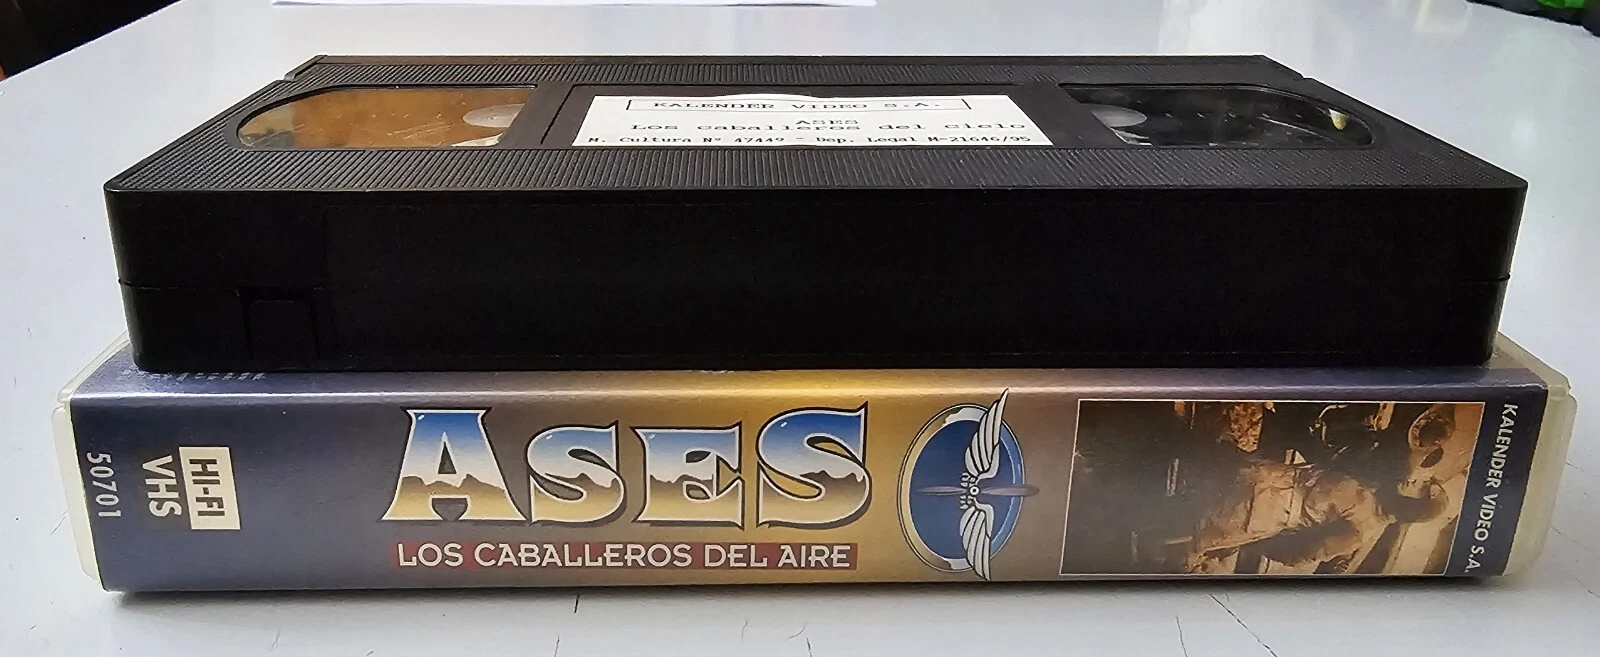 KALENDER VIDEO S.A.
ASES
Los caballeros del cielo
M. Cultura Nº 47449 - Dep. Legal M-21646/95
50701
HI-FI
VHS
ASES
LOS CABALLEROS DEL AIRE
KALENDER VIDEO S.A.